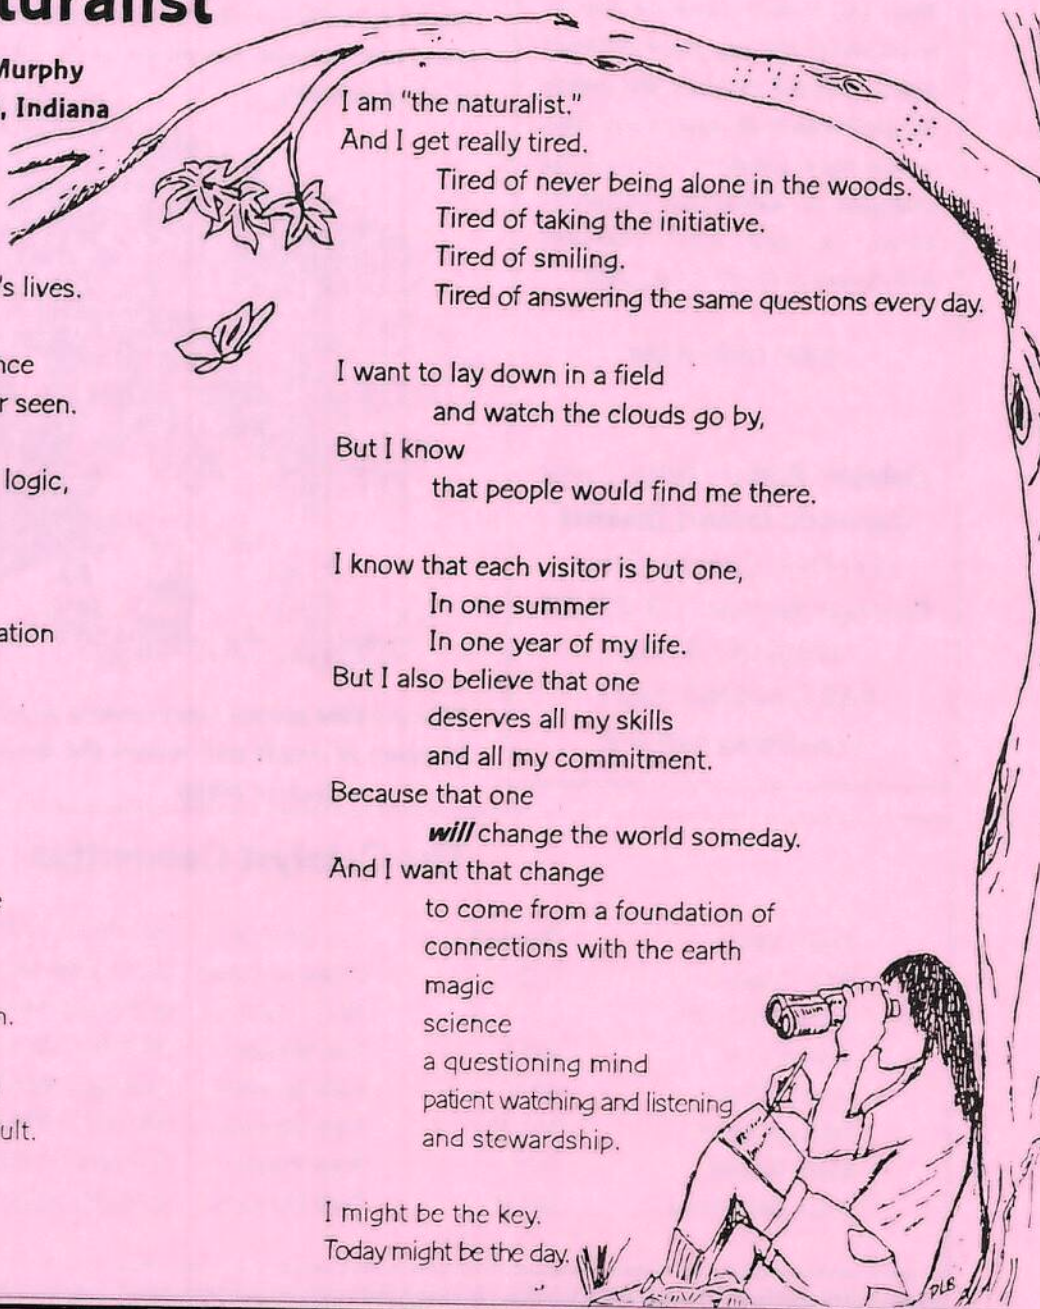 turalist
Murphy
, Indiana
's lives.
nce
r seen.
logic,
ation
n.
ult.
I am "the naturalist."
And I get really tired.
Tired of never being alone in the woods.
Tired of taking the initiative.
Tired of smiling.
Tired of answering the same questions every day.
I want to lay down in a field
and watch the clouds go by,
But I know
that people would find me there.
I know that each visitor is but one,
In one summer
In one year of my life.
But I also believe that one
deserves all my skills
and all my commitment.
Because that one
will change the world someday.
And I want that change
to come from a foundation of
connections with the earth
magic
science
a questioning mind
patient watching and listening
and stewardship.
I might be the key.
Today might be the day.
DLB